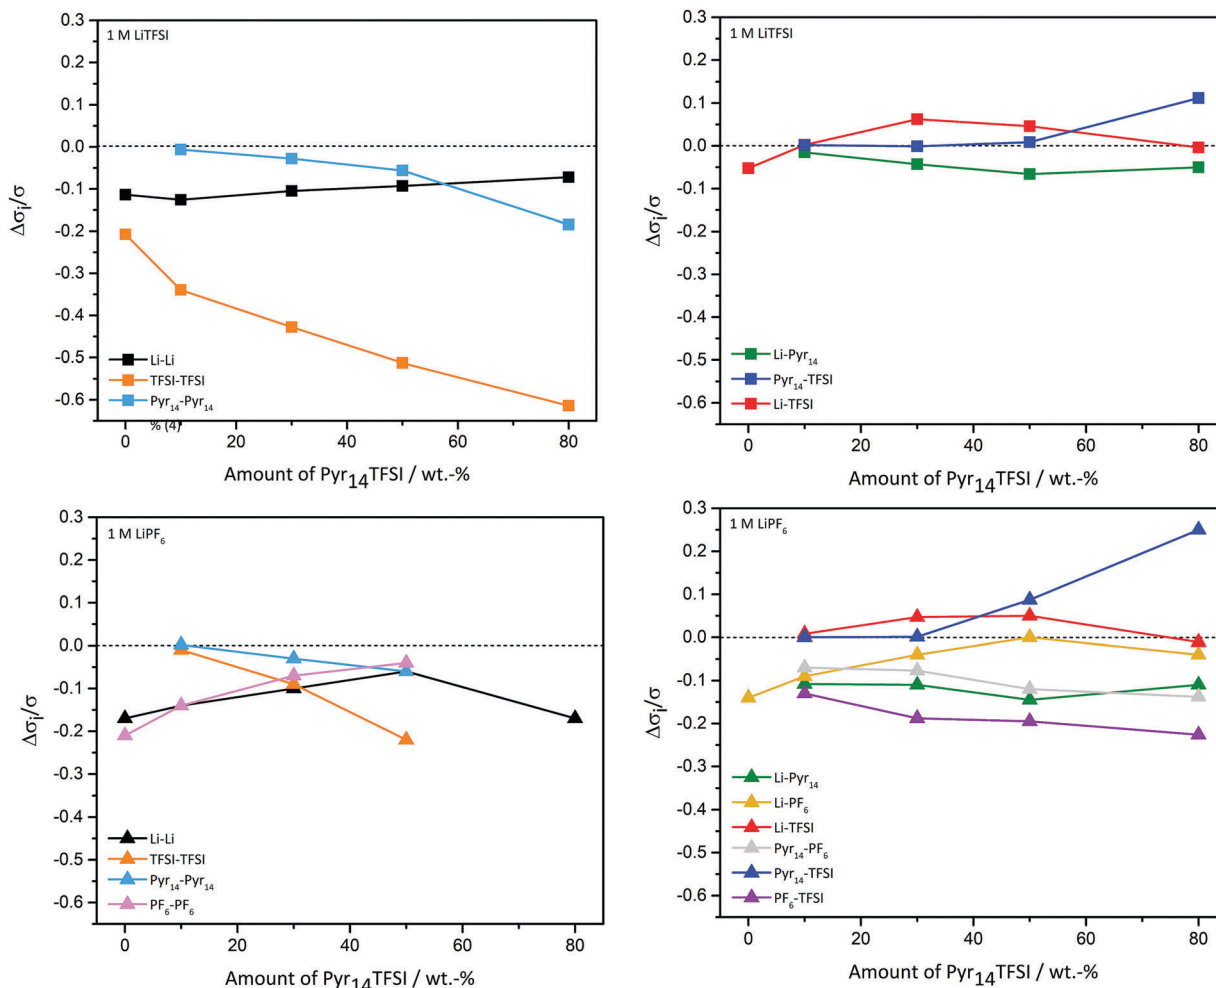 1 M LiTFSI
0.3
0.2
0.1
0.0
-0.1
-0.2
-0.3
-0.4
-0.5
-0.6
Δσi/σ
Li-Li
TFSI-TFSI
Pyr14-Pyr14
% (4)
0 20 40 60 80
Amount of Pyr14TFSI / wt.-%
1 M LiTFSI
0.3
0.2
0.1
0.0
-0.1
-0.2
-0.3
-0.4
-0.5
-0.6
Δσi/σ
Li-Pyr14
Pyr14-TFSI
Li-TFSI
0 20 40 60 80
Amount of Pyr14TFSI / wt.-%
1 M LiPF6
0.3
0.2
0.1
0.0
-0.1
-0.2
-0.3
-0.4
-0.5
-0.6
Δσi/σ
Li-Li
TFSI-TFSI
Pyr14-Pyr14
PF6-PF6
0 20 40 60 80
Amount of Pyr14TFSI / wt.-%
1 M LiPF6
0.3
0.2
0.1
0.0
-0.1
-0.2
-0.3
-0.4
-0.5
-0.6
Δσi/σ
Li-Pyr14
Li-PF6
Li-TFSI
Pyr14-PF6
Pyr14-TFSI
PF6-TFSI
0 20 40 60 80
Amount of Pyr14TFSI / wt.-%